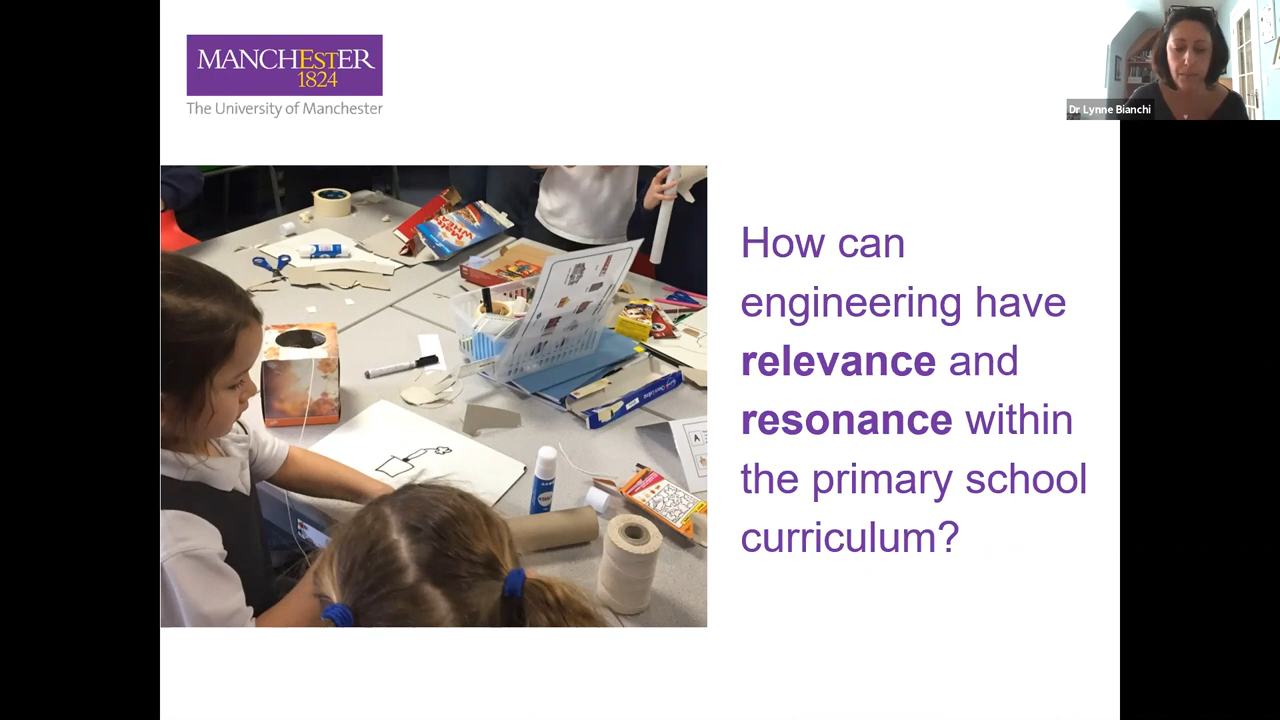 MANCHESTER
1824
The University of Manchester
Dr Lynne Bianchi
How can
engineering have
relevance and
resonance within
the primary school
curriculum?
A